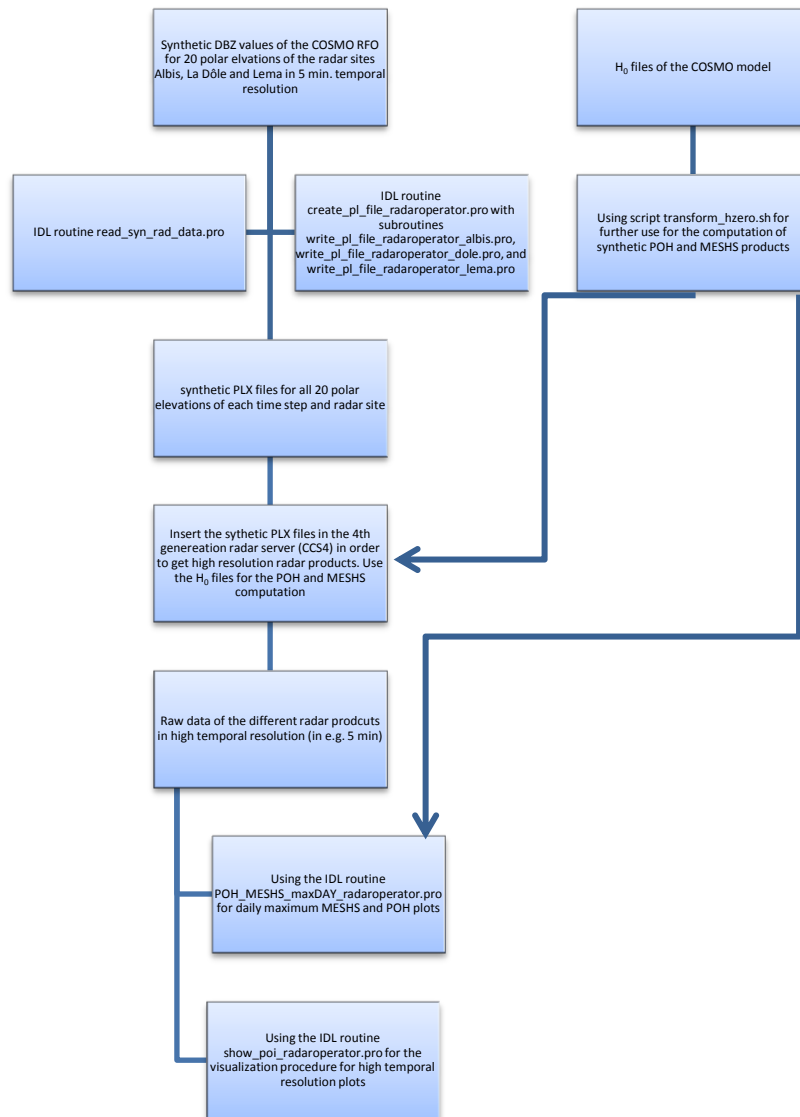 Synthetic DBZ values of the COSMO RFO
for 20 polar elvations of the radar sites
Albis, La Dôle and Lema in 5 min. temporal
resolution
H₀ files of the COSMO model
IDL routine read_syn_rad_data.pro
IDL routine
create_pl_file_radaroperator.pro with
subroutines
write_pl_file_radaroperator_albis.pro,
write_pl_file_radaroperator_dole.pro, and
write_pl_file_radaroperator_lema.pro
Using script transform_hzero.sh for
further use for the computation of
synthetic POH and MESHS products
synthetic PLX files for all 20 polar
elevations of each time step and radar site
Insert the sythetic PLX files in the 4th
genereation radar server (CCS4) in order
to get high resolution radar products. Use
the H₀ files for the POH and MESHS
computation
Raw data of the different radar prodcuts
in high temporal resolution (in e.g. 5 min)
Using the IDL routine
POH_MESHS_maxDAY_radaroperator.pro
for daily maximum MESHS and POH plots
Using the IDL routine
show_poi_radaroperator.pro for the
visualization procedure for high temporal
resolution plots